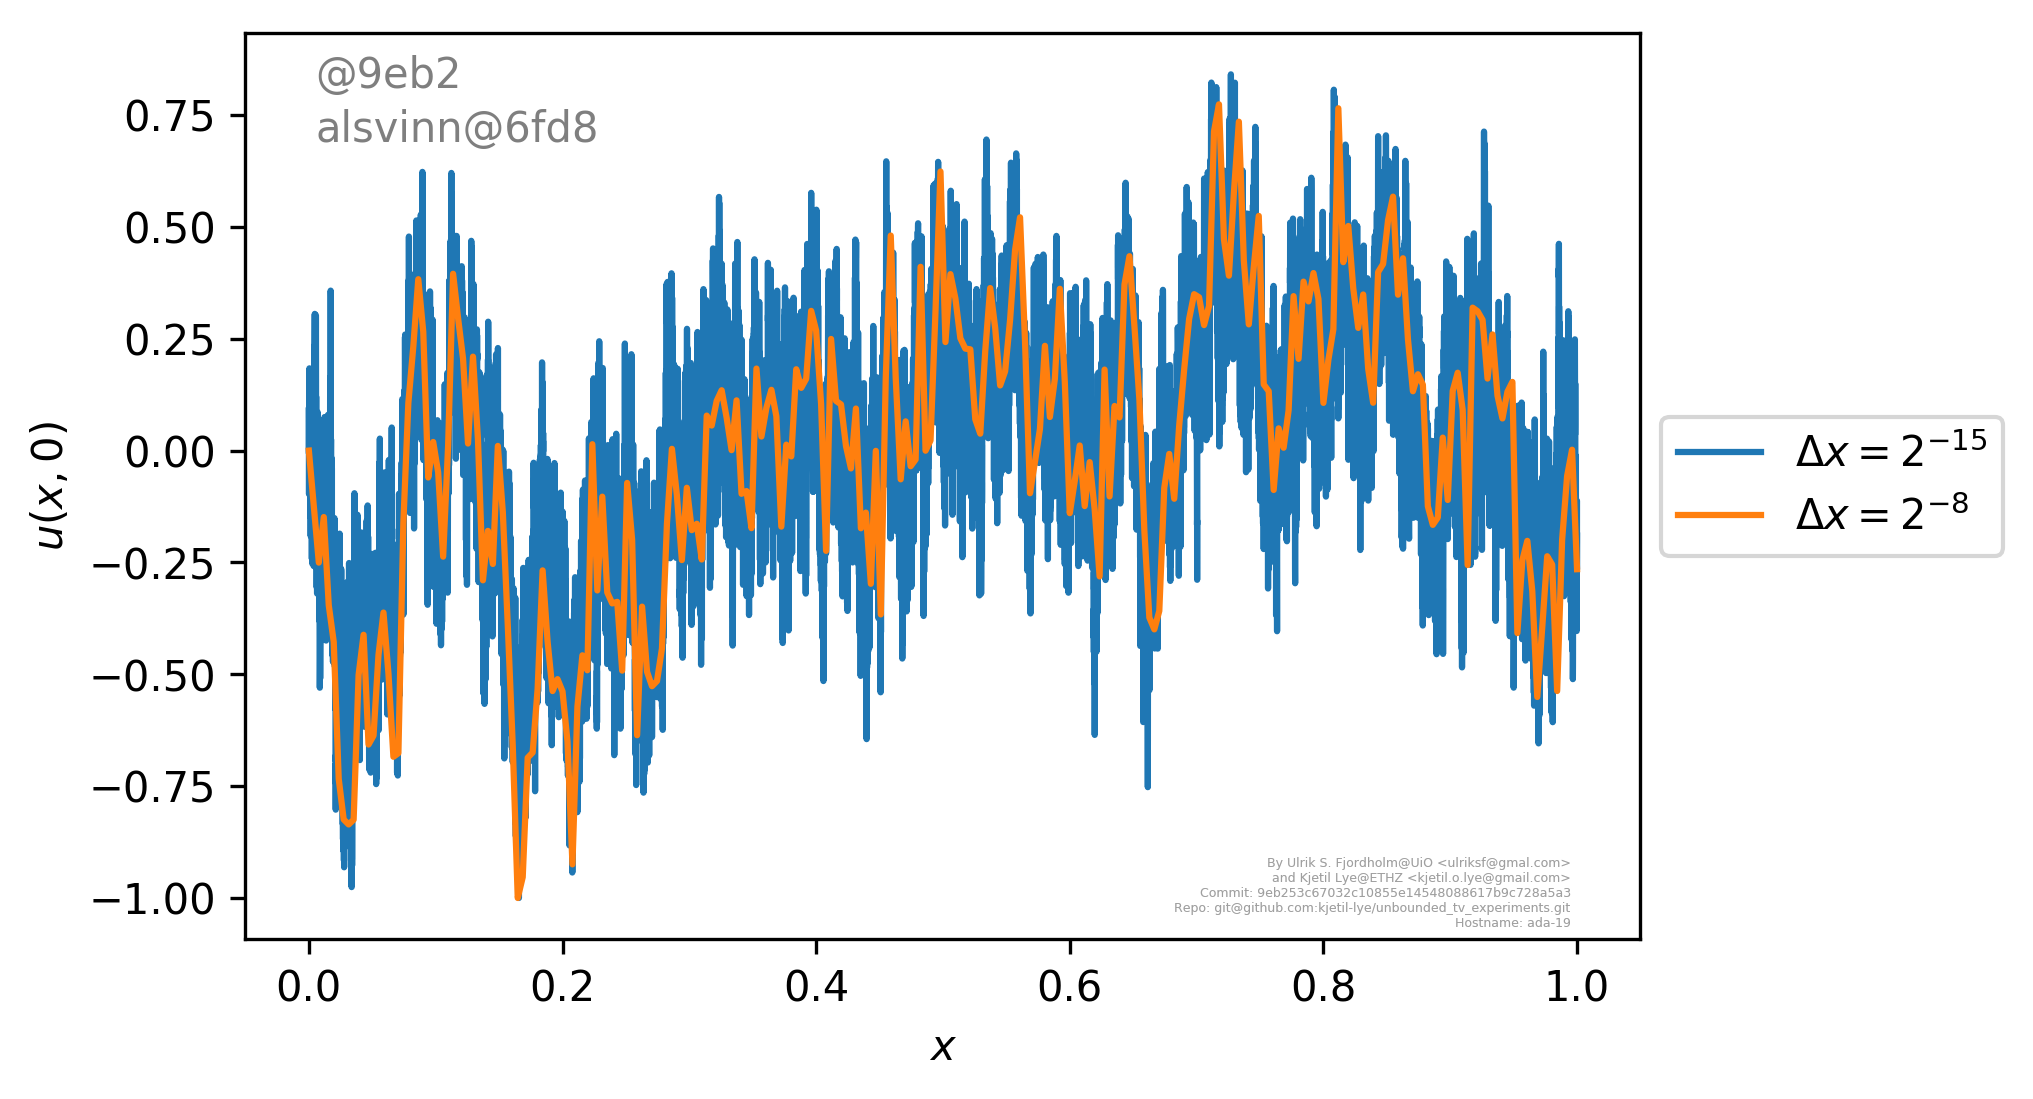 @9eb2
alsvinn@6fd8
0.75
0.50
0.25
0.00
−0.25
−0.50
−0.75
−1.00
u(x, 0)
0.0 0.2 0.4 0.6 0.8 1.0
x
Δx = 2⁻¹⁵
Δx = 2⁻⁸
By Ulrik S. Fjordholm@UiO <ulriksf@gmal.com>
and Kjetil Lye@ETHZ <kjetil.o.lye@gmail.com>
Commit: 9eb253c67032c10855e14548088617b9c728a5a3
Repo: git@github.com:kjetil-lye/unbounded_tv_experiments.git
Hostname: ada-19